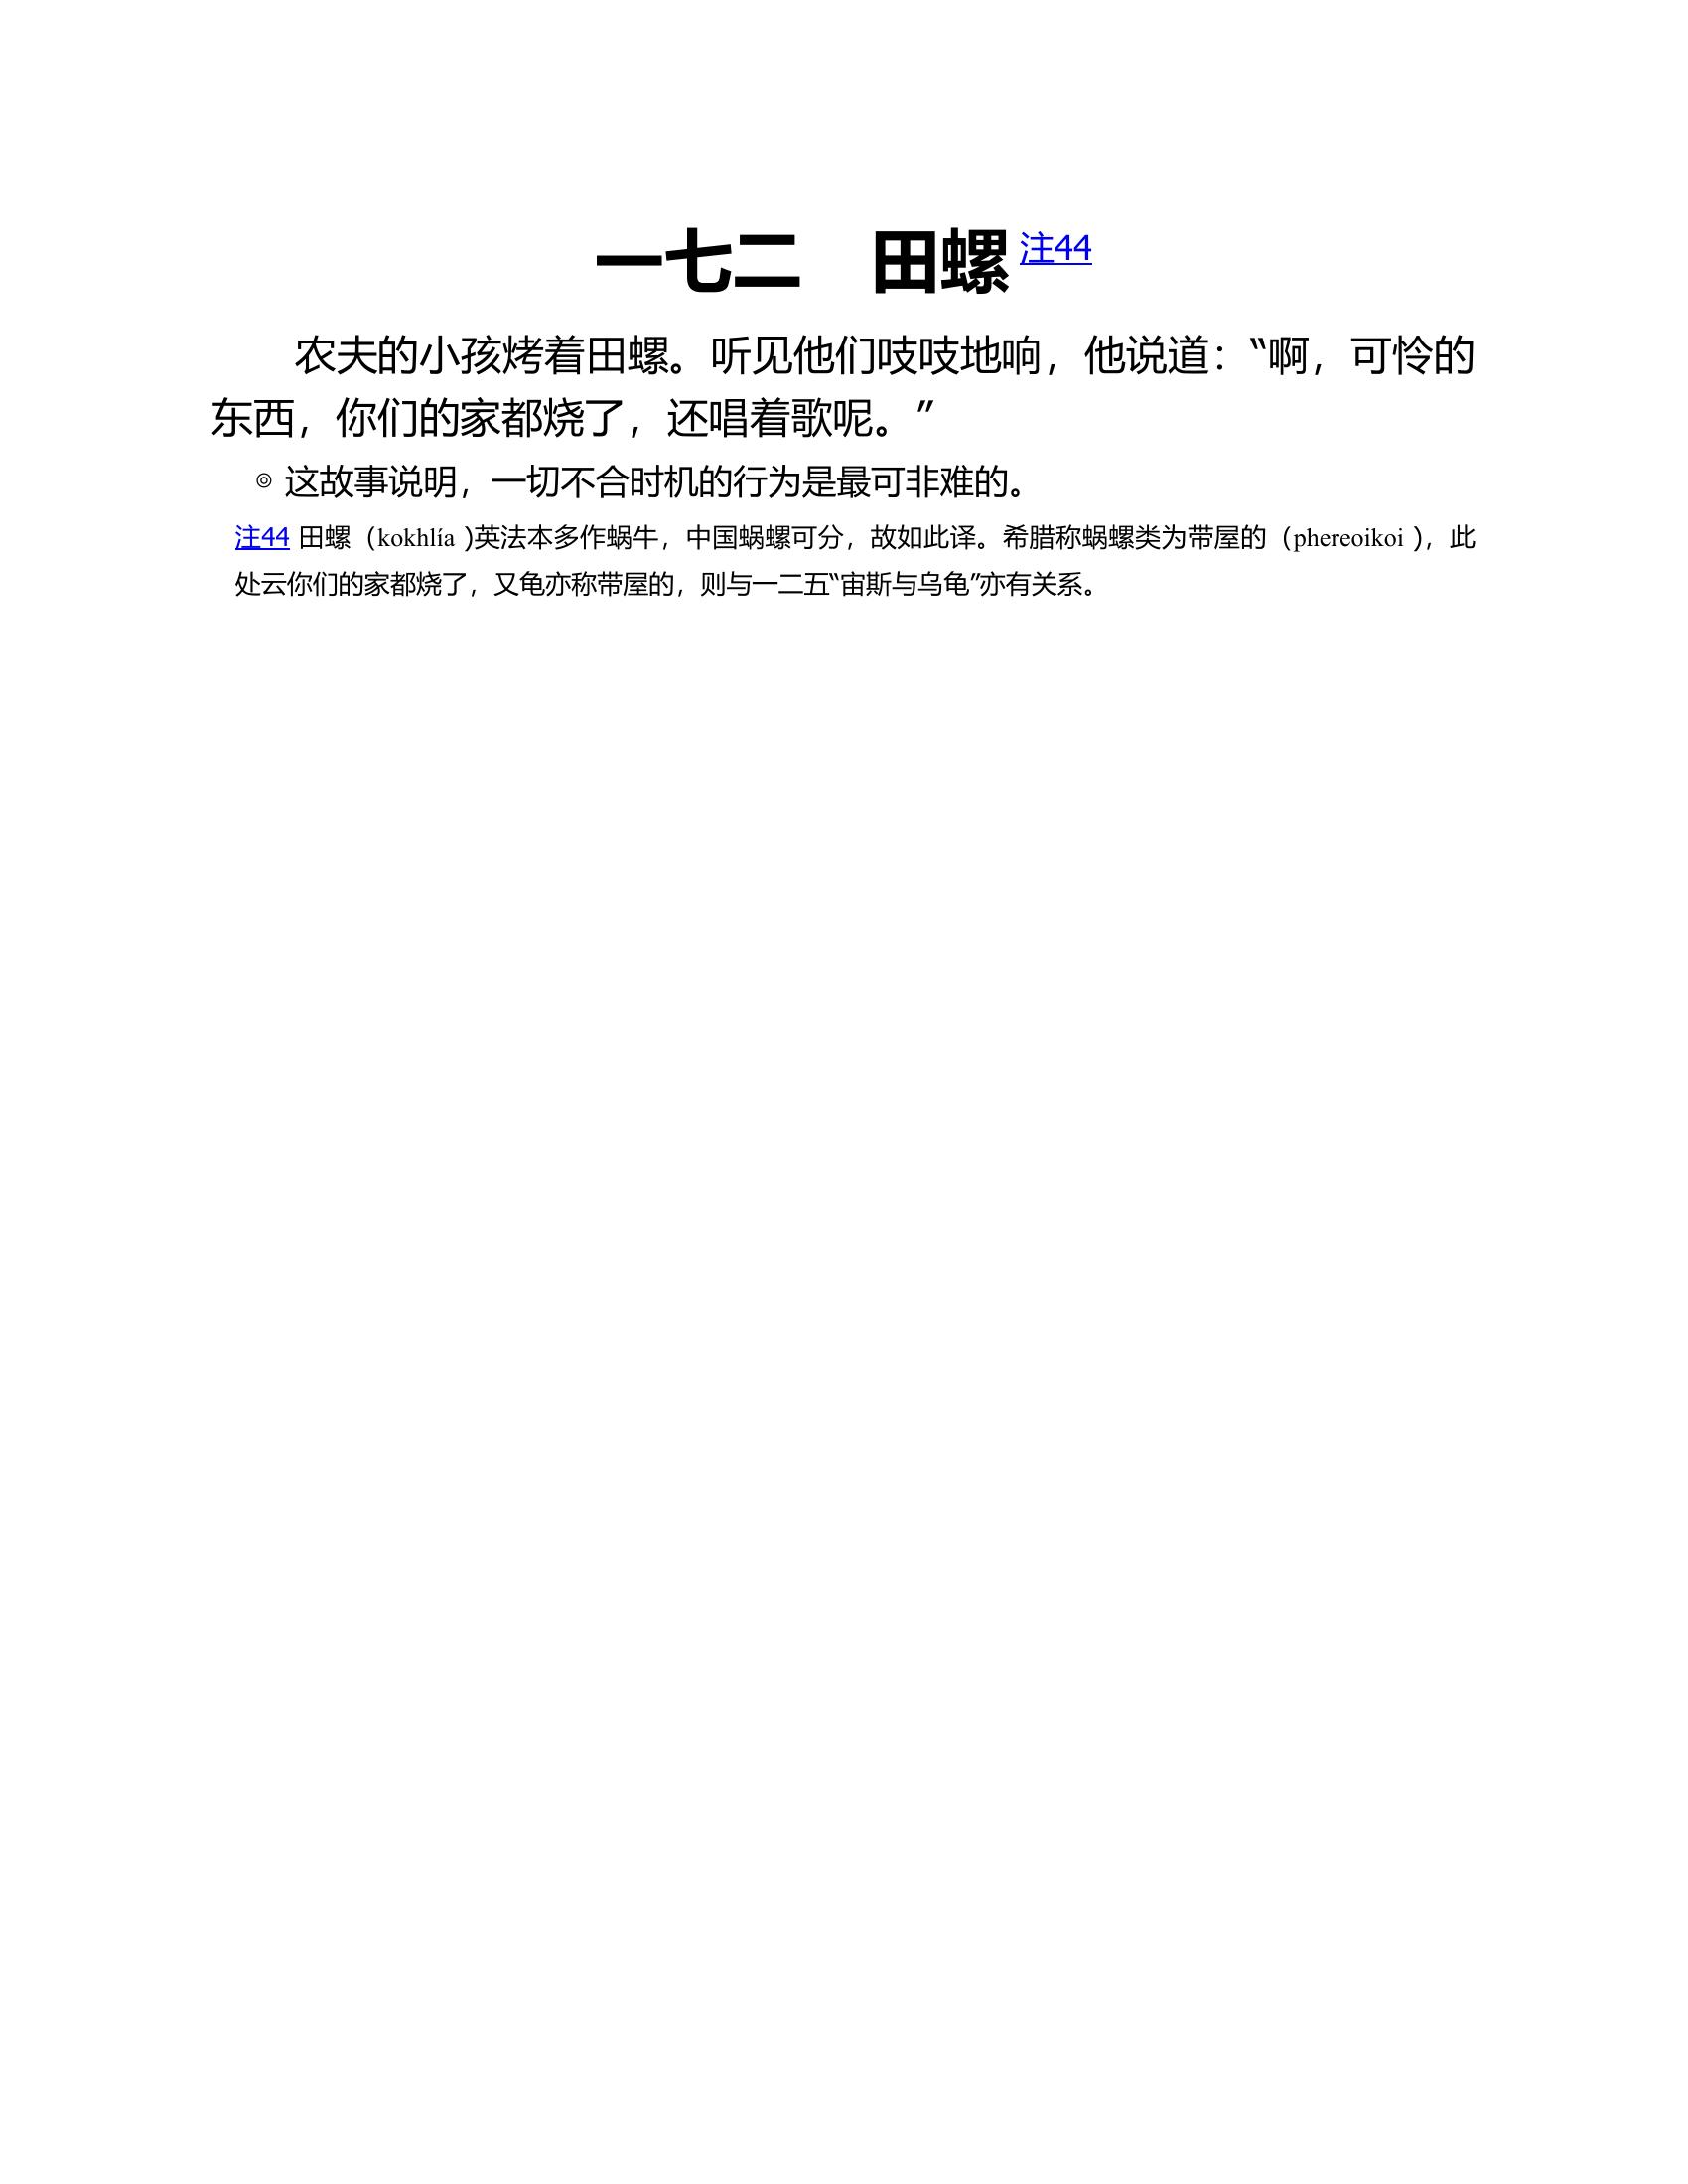 一七二　田螺 注44
农夫的小孩烤着田螺。听见他们吱吱地响，他说道：“啊，可怜的
东西，你们的家都烧了，还唱着歌呢。”
◎ 这故事说明，一切不合时机的行为是最可非难的。
注44 田螺（kokhlía )英法本多作蜗牛，中国蜗螺可分，故如此译。希腊称蜗螺类为带屋的（phereoikoi )，此
处云你们的家都烧了，又龟亦称带屋的，则与一二五“宙斯与乌龟”亦有关系。